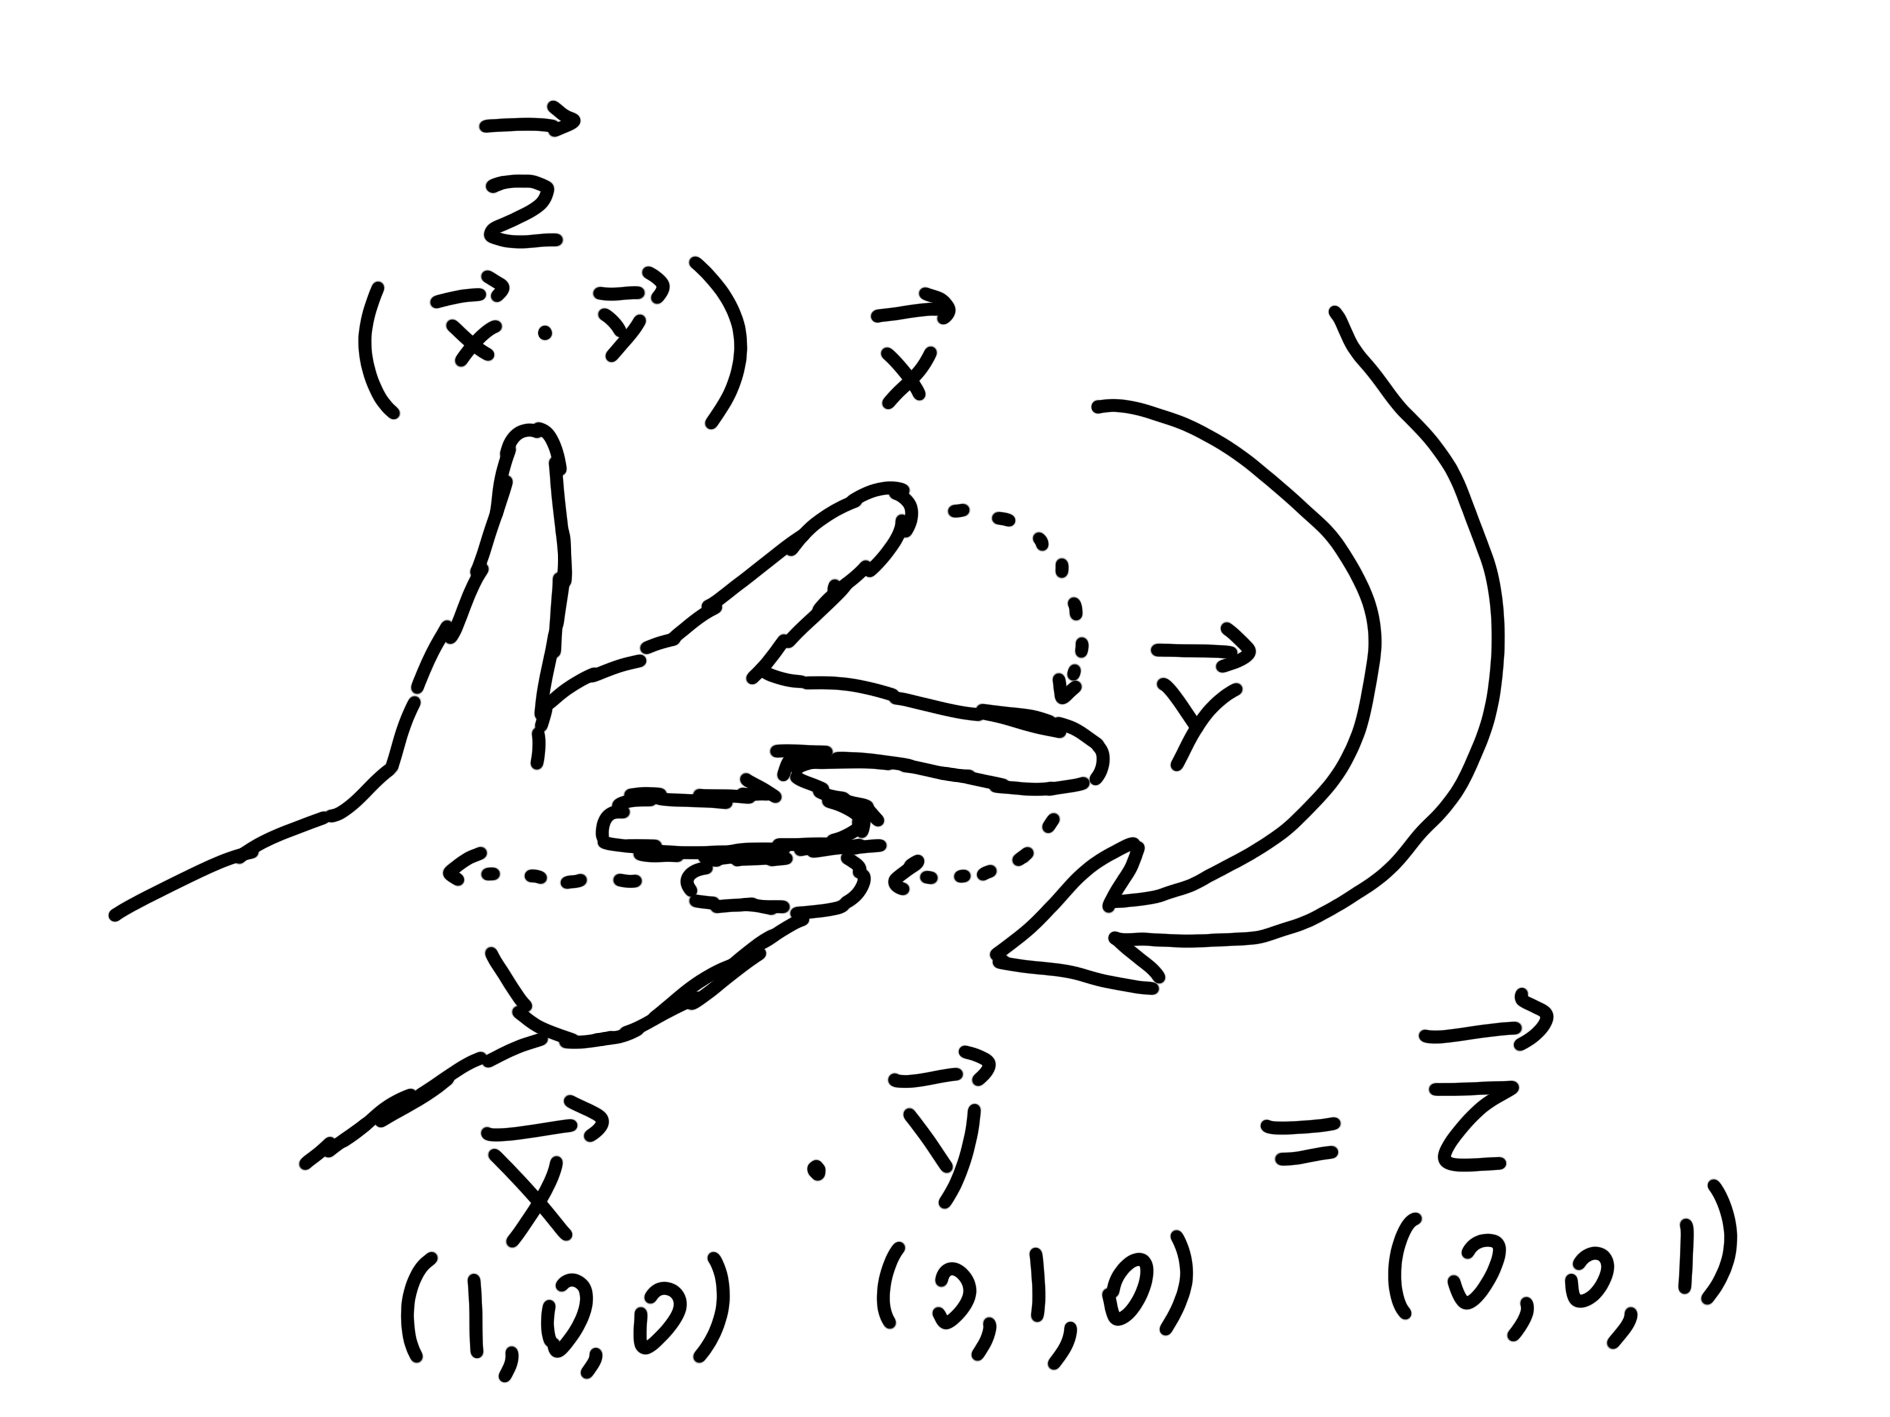 Z⃗
(x⃗ · y⃗)
x⃗
Y⃗
X⃗ · y⃗ = Z⃗
(1,0,0) (0,1,0) (0,0,1)